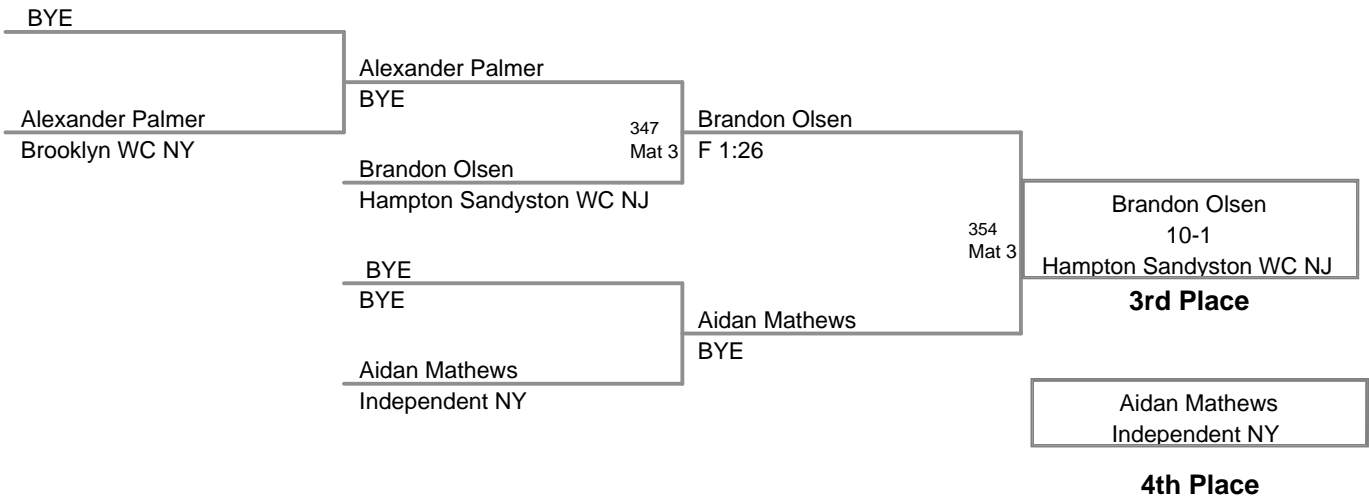 BYE
Alexander Palmer
Brooklyn WC NY
Alexander Palmer
BYE
347
Mat 3
Brandon Olsen
Hampton Sandyston WC NJ
BYE
BYE
Aidan Mathews
Independent NY
Brandon Olsen
F 1:26
354
Mat 3
Aidan Mathews
BYE
Brandon Olsen
10-1
Hampton Sandyston WC NJ
3rd Place
Aidan Mathews
Independent NY
4th Place